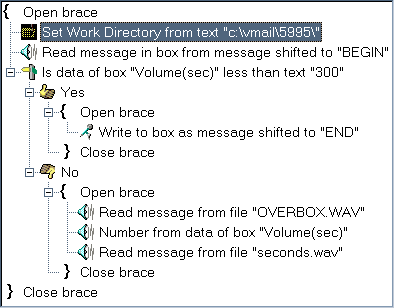 { Open brace
Set Work Directory from text "c:\vmail\5995\"
Read message in box from message shifted to "BEGIN"
Is data of box "Volume(sec)" less than text "300"
Yes
{ Open brace
Write to box as message shifted to "END"
} Close brace
No
{ Open brace
Read message from file "OVERBOX.WAV"
Number from data of box "Volume(sec)"
Read message from file "seconds.wav"
} Close brace
} Close brace